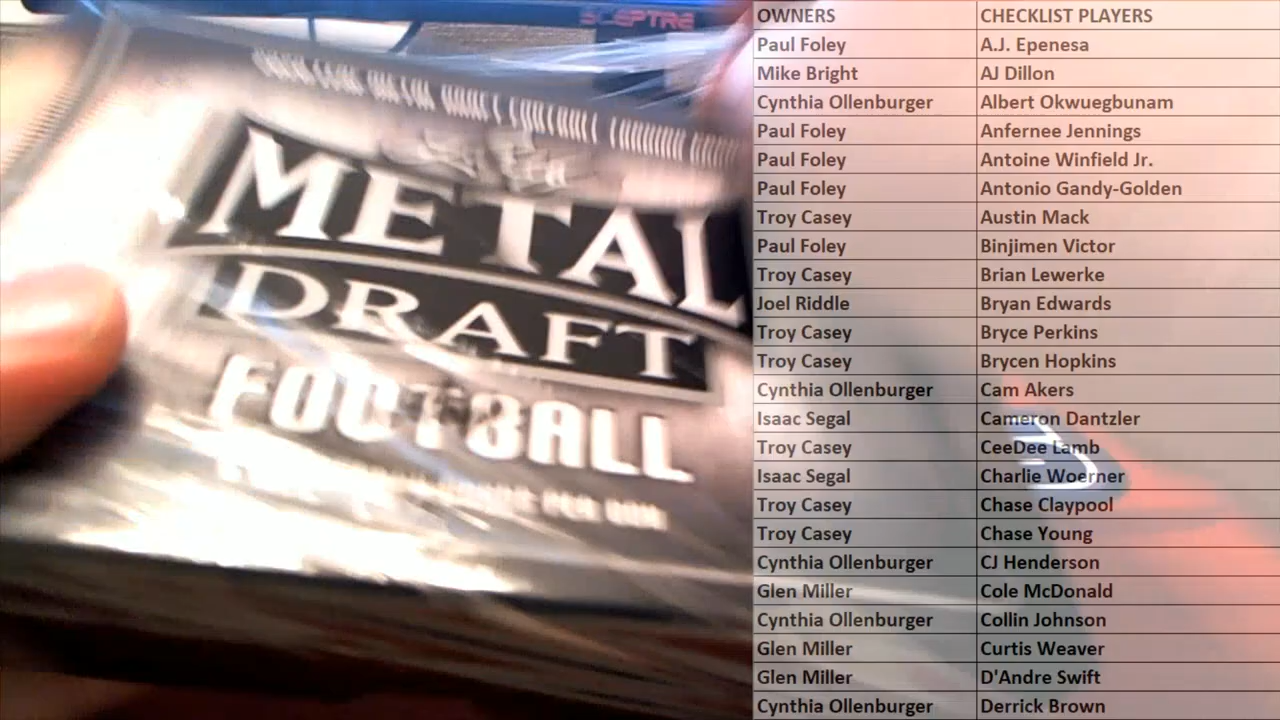 SCEPTRE
METAL
DRAFT
FOOTBALL
PER BOX
OWNERS CHECKLIST PLAYERS
Paul Foley A.J. Epenesa
Mike Bright AJ Dillon
Cynthia Ollenburger Albert Okwuegbunam
Paul Foley Anfernee Jennings
Paul Foley Antoine Winfield Jr.
Paul Foley Antonio Gandy-Golden
Troy Casey Austin Mack
Paul Foley Binjimen Victor
Troy Casey Brian Lewerke
Joel Riddle Bryan Edwards
Troy Casey Bryce Perkins
Troy Casey Brycen Hopkins
Cynthia Ollenburger Cam Akers
Isaac Segal Cameron Dantzler
Troy Casey CeeDee Lamb
Isaac Segal Charlie Woerner
Troy Casey Chase Claypool
Troy Casey Chase Young
Cynthia Ollenburger CJ Henderson
Glen Miller Cole McDonald
Cynthia Ollenburger Collin Johnson
Glen Miller Curtis Weaver
Glen Miller D'Andre Swift
Cynthia Ollenburger Derrick Brown